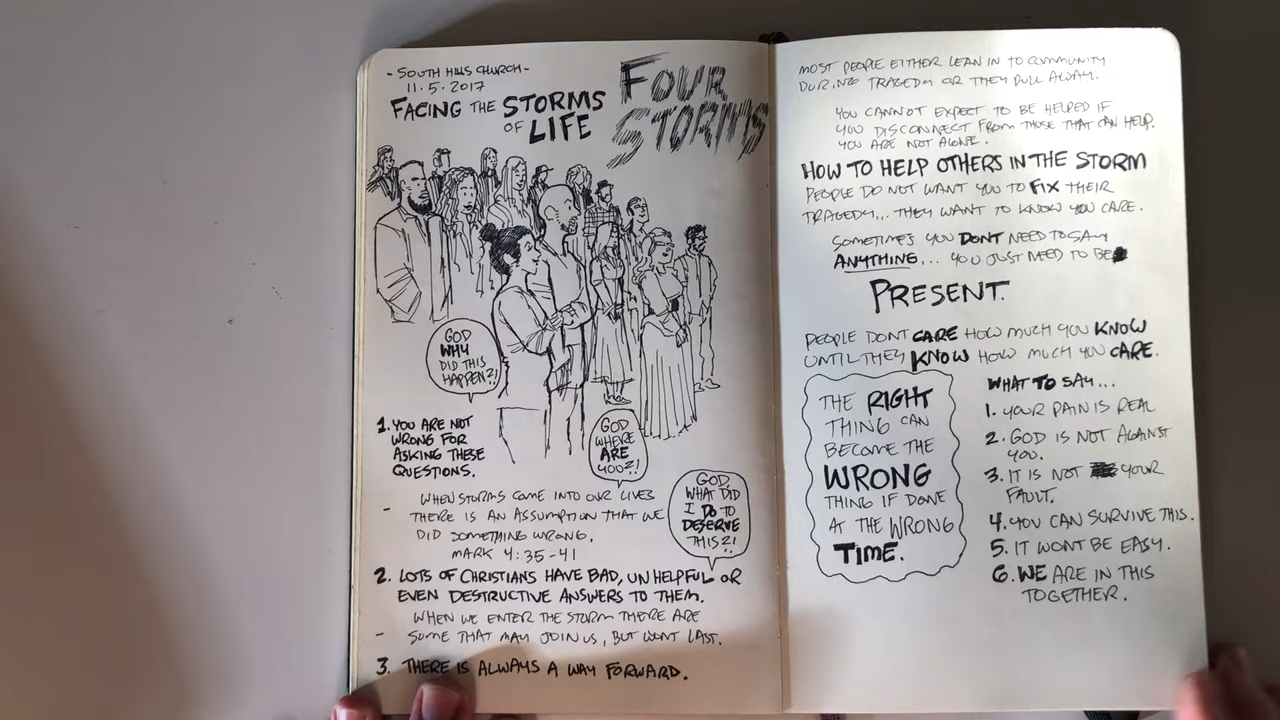 - SOUTH HILLS CHURCH -
11.5.2017
FACING THE STORMS
OF LIFE
FOUR
STORMS
GOD
WHY
DID THIS
HAPPEN?!
1. YOU ARE NOT
WRONG FOR
ASKING THESE
QUESTIONS.
GOD
WHERE
ARE
YOU?!
GOD,
WHAT DID
I DO TO
DESERVE
THIS?!
WHEN STORMS COME INTO OUR LIVES
- THERE IS AN ASSUMPTION THAT WE
DID SOMETHING WRONG.
MARK 4:35-41
2. LOTS OF CHRISTIANS HAVE BAD, UNHELPFUL OR
EVEN DESTRUCTIVE ANSWERS TO THEM.
WHEN WE ENTER THE STORM THERE ARE
- SOME THAT MAY JOIN US, BUT WONT LAST.
3. THERE IS ALWAYS A WAY FORWARD.
MOST PEOPLE EITHER LEAN IN TO COMMUNITY
DURING TRAGEDY OR THEY PULL AWAY.
YOU CANNOT EXPECT TO BE HELPED IF
YOU DISCONNECT FROM THOSE THAT CAN HELP.
YOU ARE NOT ALONE.
HOW TO HELP OTHERS IN THE STORM
PEOPLE DO NOT WANT YOU TO FIX THEIR
TRAGEDY... THEY WANT TO KNOW YOU CARE.
SOMETIMES YOU DONT NEED TO SAY
ANYTHING... YOU JUST NEED TO BE
PRESENT.
PEOPLE DONT CARE HOW MUCH YOU KNOW
UNTIL THEY KNOW HOW MUCH YOU CARE.
THE RIGHT
THING CAN
BECOME THE
WRONG
THING IF DONE
AT THE WRONG
TIME.
WHAT TO SAY...
1. YOUR PAIN IS REAL
2. GOD IS NOT AGAINST
YOU.
3. IT IS NOT YOUR
FAULT.
4. YOU CAN SURVIVE THIS.
5. IT WONT BE EASY.
6. WE ARE IN THIS
TOGETHER.